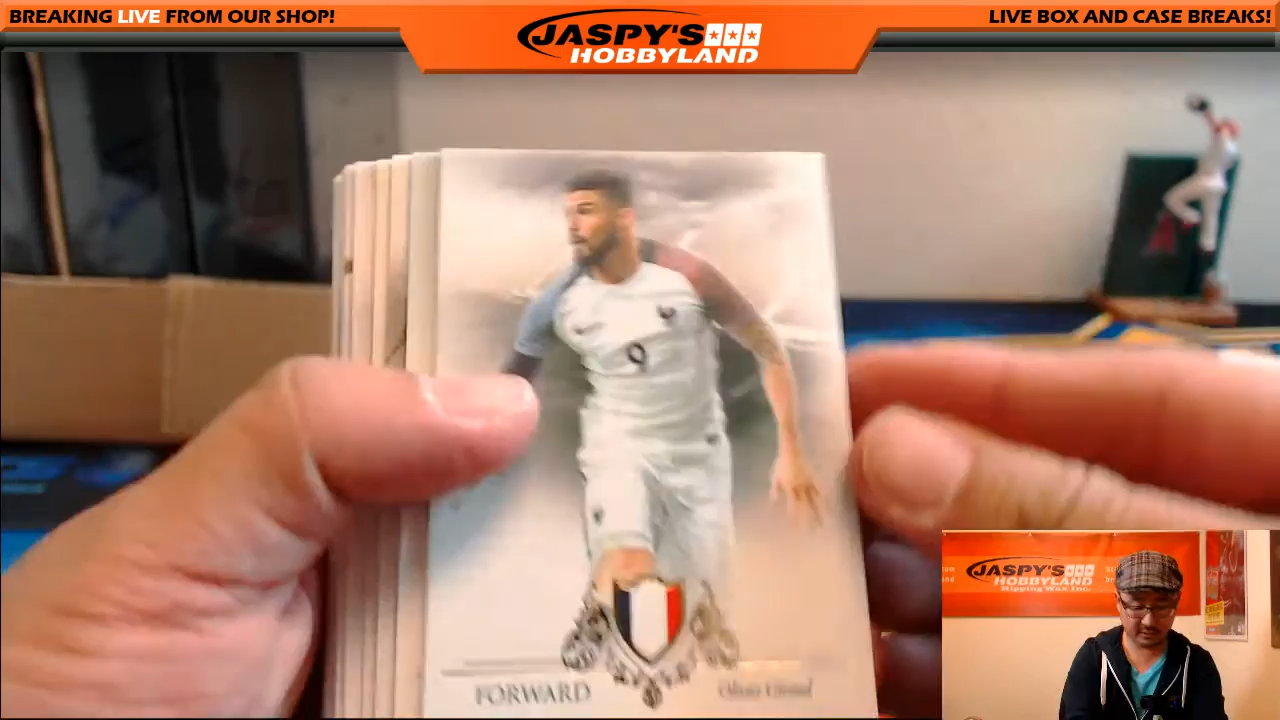 BREAKING LIVE FROM OUR SHOP!
JASPY'S
HOBBYLAND
LIVE BOX AND CASE BREAKS!
9
FORWARD
Olivier Giroud
JASPY'S
HOBBYLAND
Ripping Wax Inc.